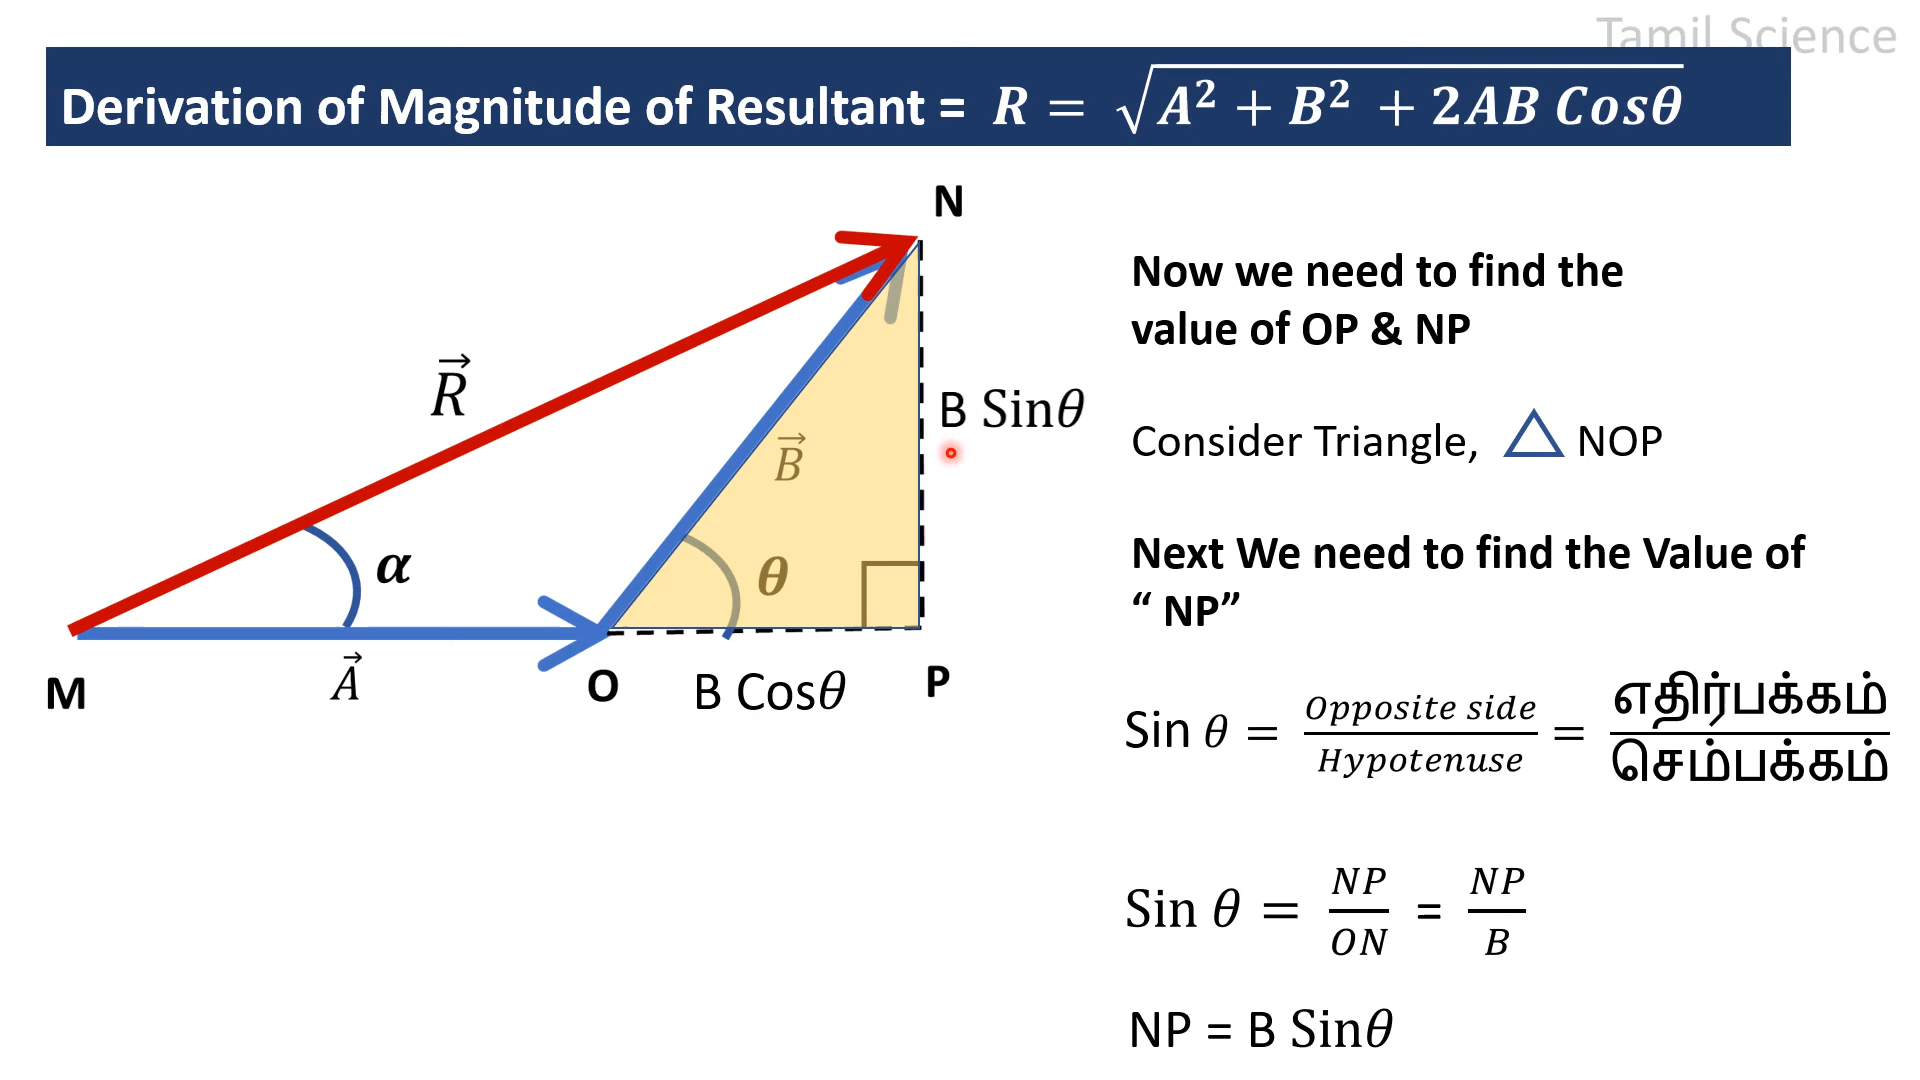 Tamil Science
Derivation of Magnitude of Resultant = R = √A² + B² + 2AB Cosθ
N
R⃗
B Sinθ
B⃗
α
θ
M
A⃗
O
B Cosθ
P
Now we need to find the
value of OP & NP
Consider Triangle, △ NOP
Next We need to find the Value of
“ NP”
Sin θ = Opposite side / Hypotenuse = எதிர்பக்கம் / செம்பக்கம்
Sin θ = NP / ON = NP / B
NP = B Sinθ